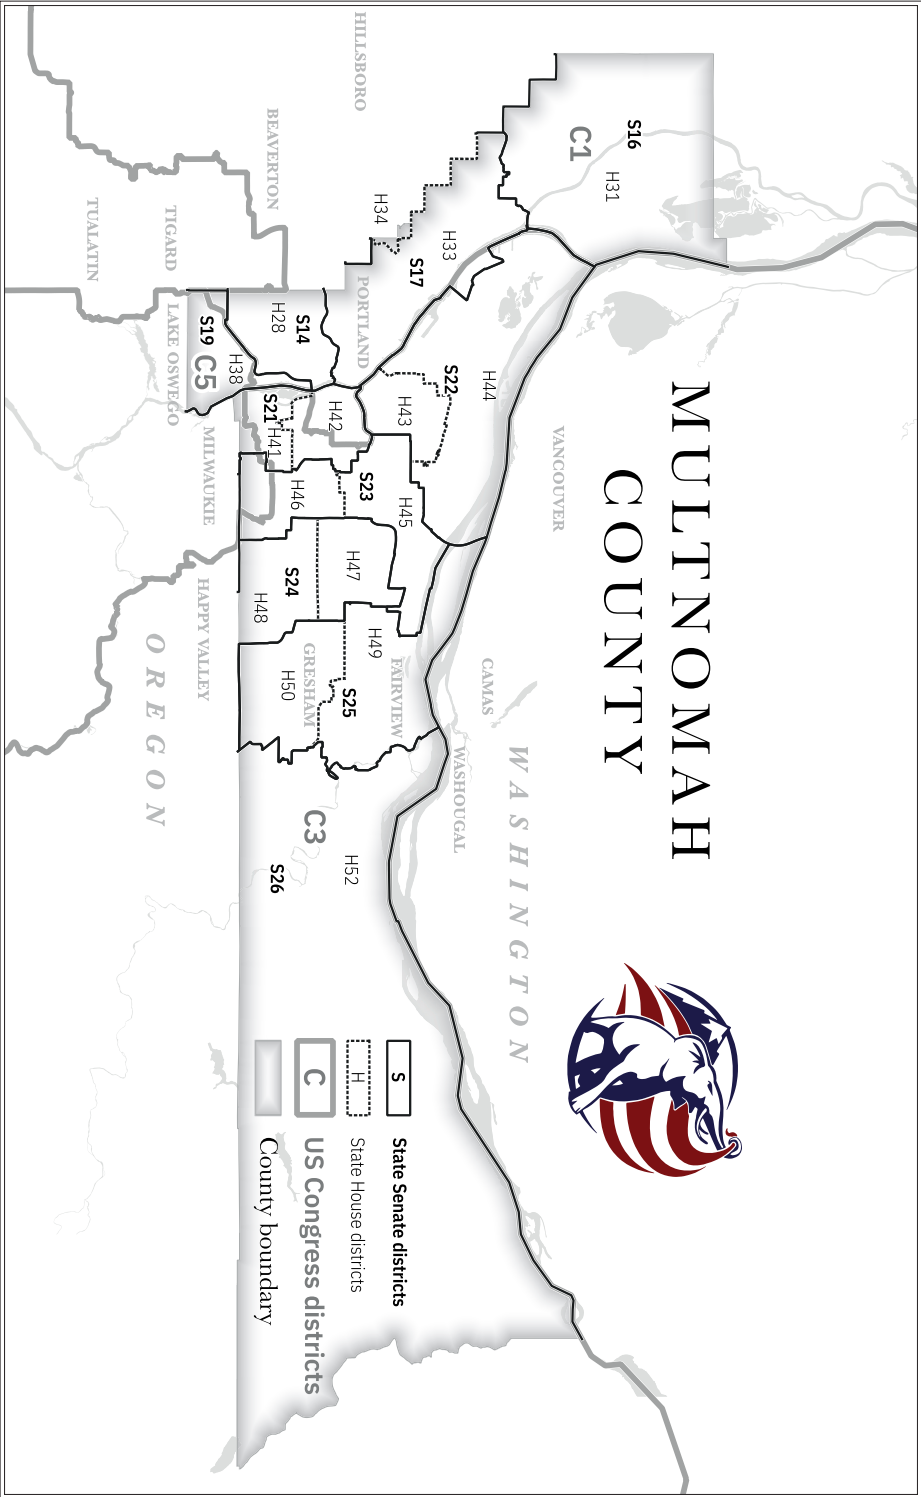 MULTNOMAH
COUNTY
S16
C1
H31
HILLSBORO
BEAVERTON
TUALATIN
TIGARD
H34
H33
S17
PORTLAND
S14
H28
S19
C5
H38
LAKE OSWEGO
H44
S22
H43
H42
S21
H41
MILWAUKIE
VANCOUVER
S23
H45
H46
H47
S24
H48
HAPPY VALLEY
H49
FAIRVIEW
GRESHAM
S25
H50
CAMAS
WASHOUGAL
WASHINGTON
OREGON
C3
H52
S26
S State Senate districts
H State House districts
C US Congress districts
County boundary